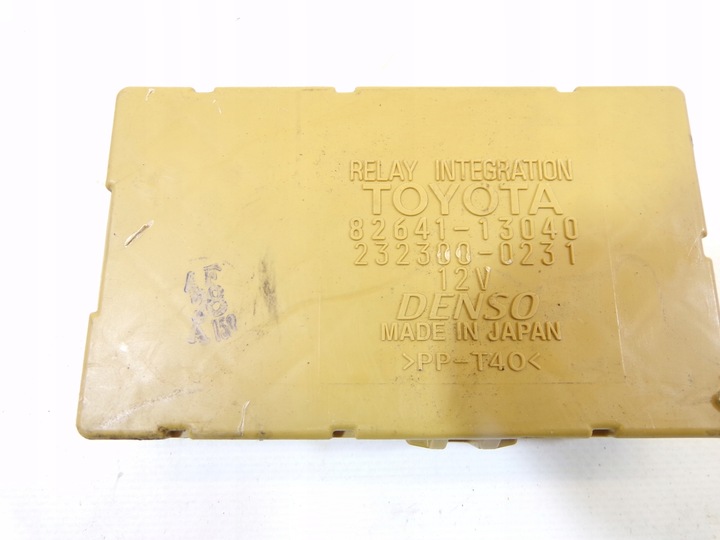 RELAY INTEGRATION
TOYOTA
82641-13040
232300-0231
12V
DENSO
MADE IN JAPAN
>PP-T40<